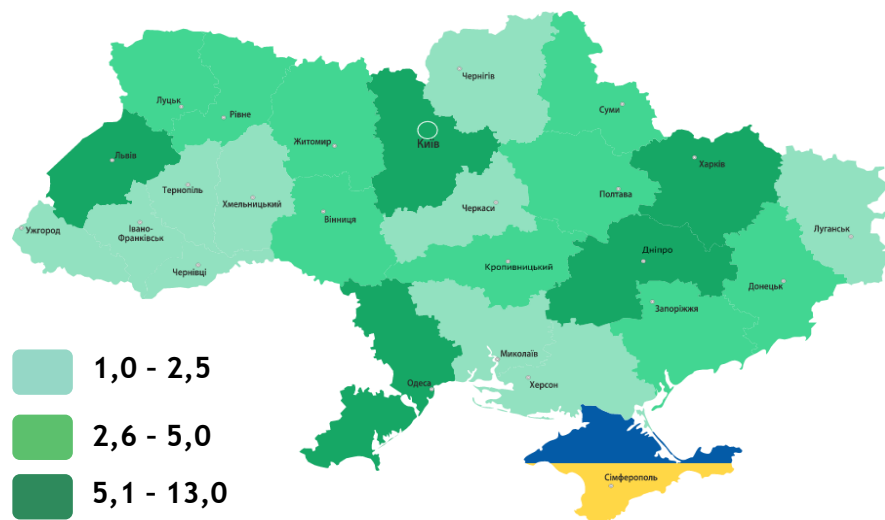 Чернігів
Луцьк
Суми
Рівне
Київ
Житомир
Львів
Харків
Тернопіль
Полтава
Хмельницький
Черкаси
Вінниця
Івано-
Франківськ
Ужгород
Луганськ
Дніпро
Чернівці
Кропивницький
Донецьк
Запоріжжя
Миколаїв
Херсон
Одеса
Сімферополь
1,0 - 2,5
2,6 - 5,0
5,1 - 13,0